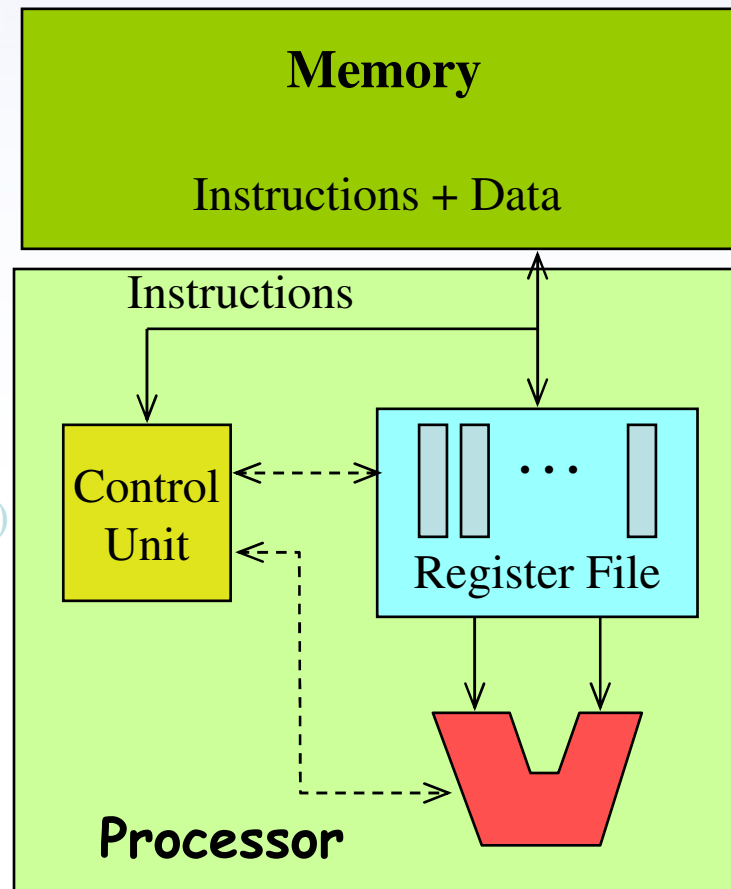 Memory
Instructions + Data
Instructions
Control
Unit
...
Register File
Processor
)